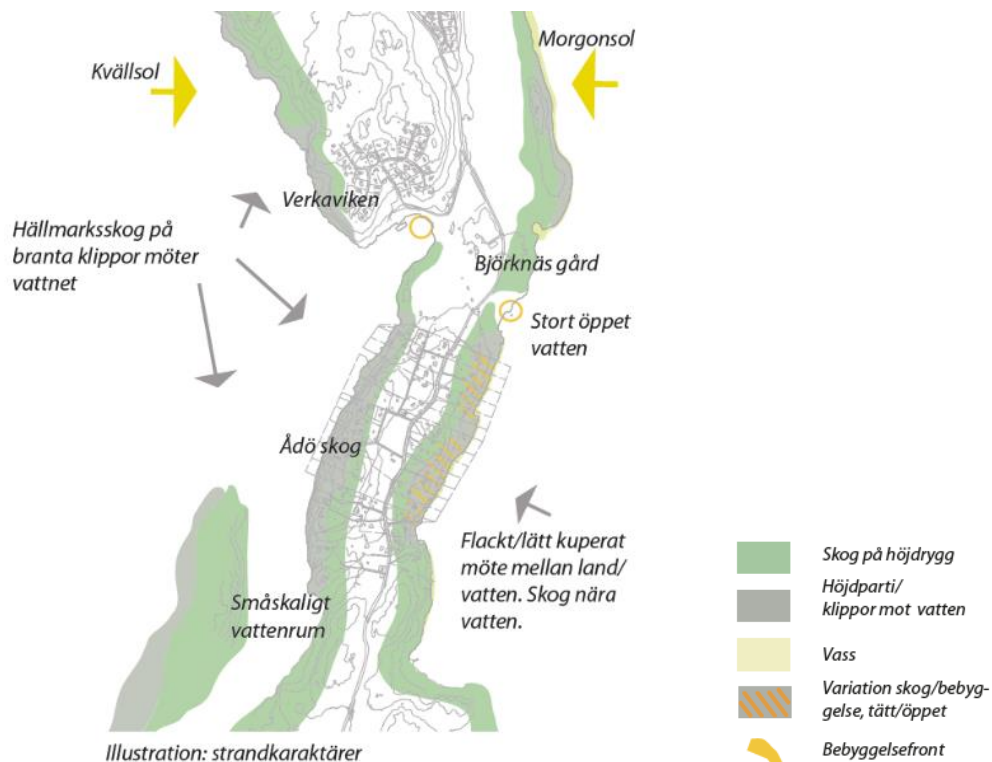 Kvällsol
Morgonsol
Verkaviken
Hällmarksskog på
branta klippor möter
vattnet
Björknäs gård
Stort öppet
vatten
Ådö skog
Flackt/lätt kuperat
möte mellan land/
vatten. Skog nära
vatten.
Småskaligt
vattenrum
Skog på höjdrygg
Höjdparti/
klippor mot vatten
Vass
Variation skog/bebyg-
gelse, tätt/öppet
Bebyggelsefront
Illustration: strandkaraktärer